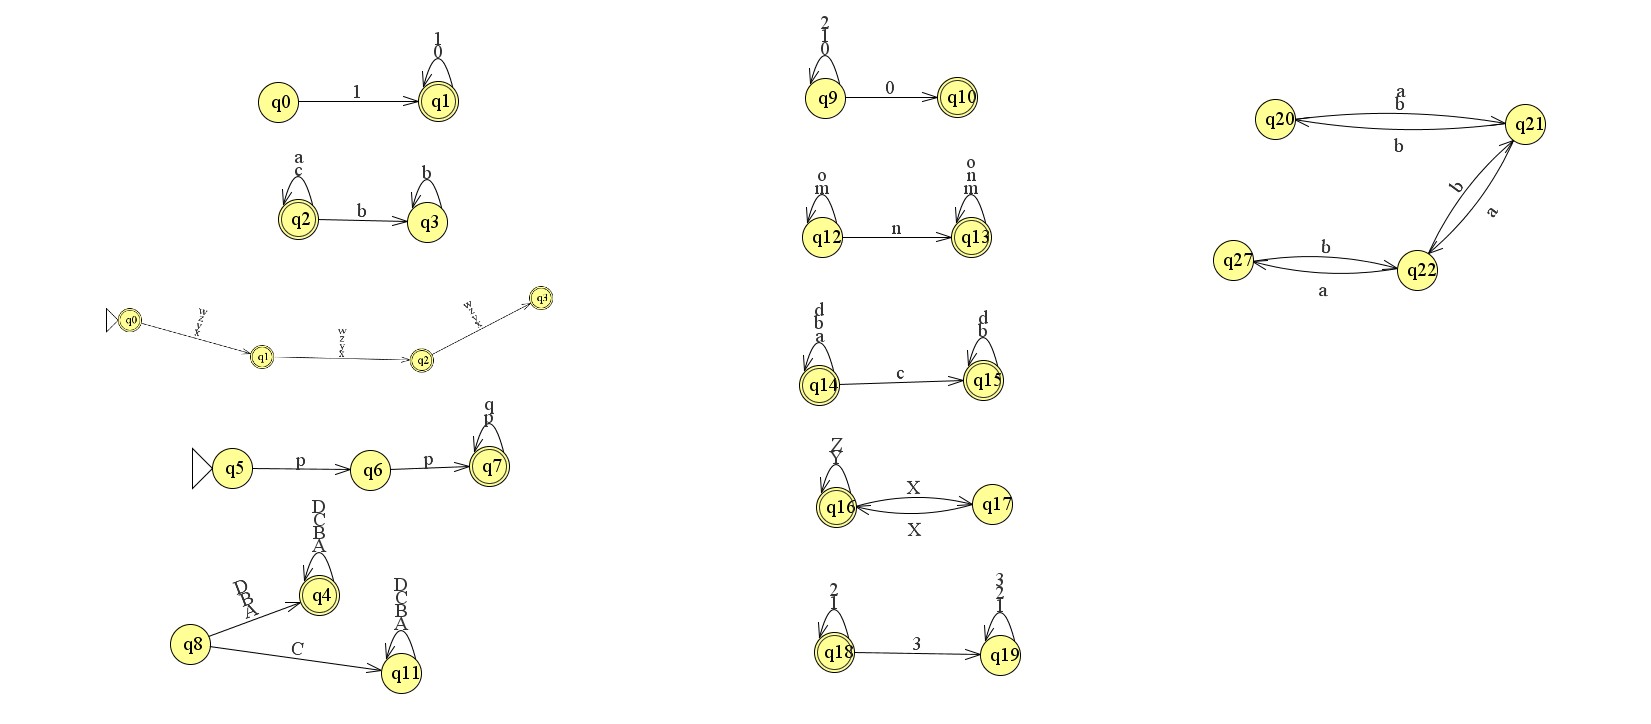 1
0
q0
1
q1
a
c
q2
b
b
q3
q0
w
z
y
x
q1
w
z
y
x
q2
w
z
y
x
q3
q5
p
q6
p
q
p
q7
D
C
B
A
q4
D
B
A
q8
C
D
C
B
A
q11
2
1
0
q9
0
q10
o
m
q12
n
o
n
m
q13
d
b
a
q14
c
d
b
q15
Z
Y
q16
X
X
q17
2
1
q18
3
3
2
1
q19
q20
a
b
b
q21
b
a
q27
b
a
q22